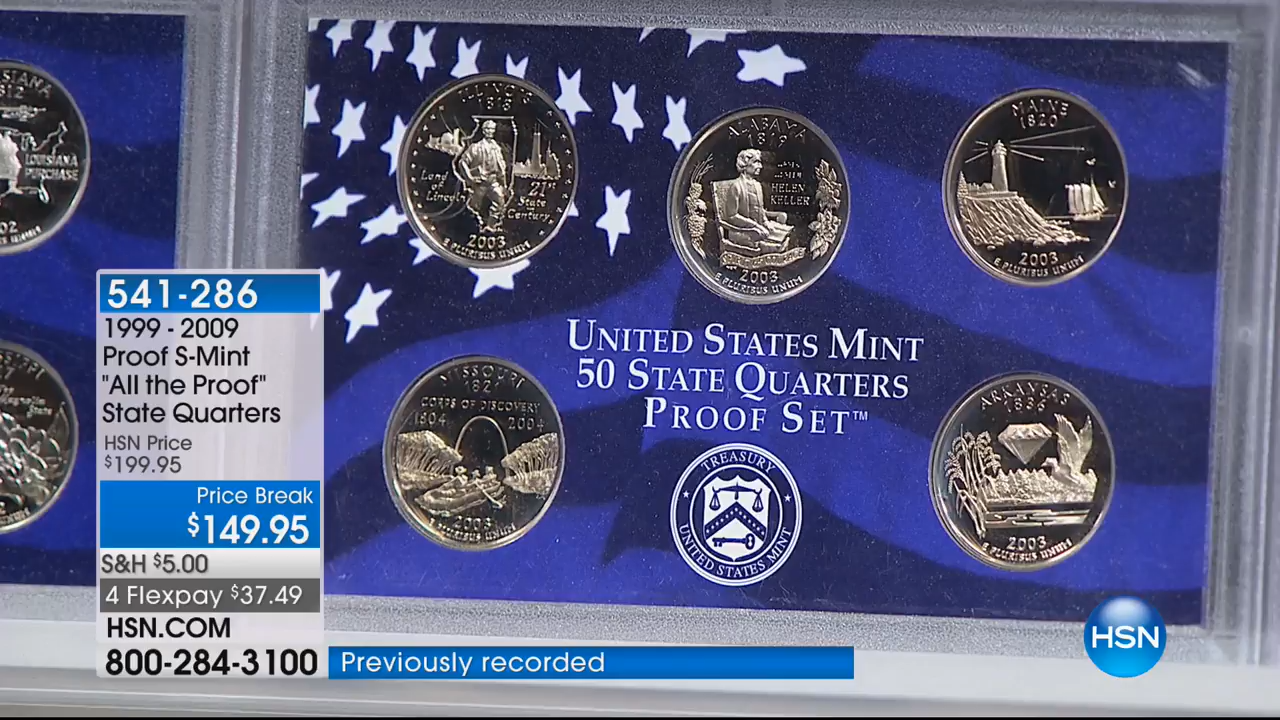 ILLINOIS
1818
Land
of
Lincoln
21st
State
Century
2003
E PLURIBUS UNUM
ALABAMA
1819
HELEN
KELLER
2003
E PLURIBUS UNUM
MAINE
1820
2003
E PLURIBUS UNUM
LOUISIANA
PURCHASE
UNITED STATES MINT
50 STATE QUARTERS
PROOF SET™
TREASURY
UNITED STATES MINT
MISSOURI
CORPS OF DISCOVERY
1804 2004
2003
E PLURIBUS UNUM
ARKANSAS
1836
2003
E PLURIBUS UNUM
541-286
1999 - 2009
Proof S-Mint
"All the Proof"
State Quarters
HSN Price
$199.95
Price Break
$149.95
S&H $5.00
4 Flexpay $37.49
HSN.COM
800-284-3100
Previously recorded
HSN